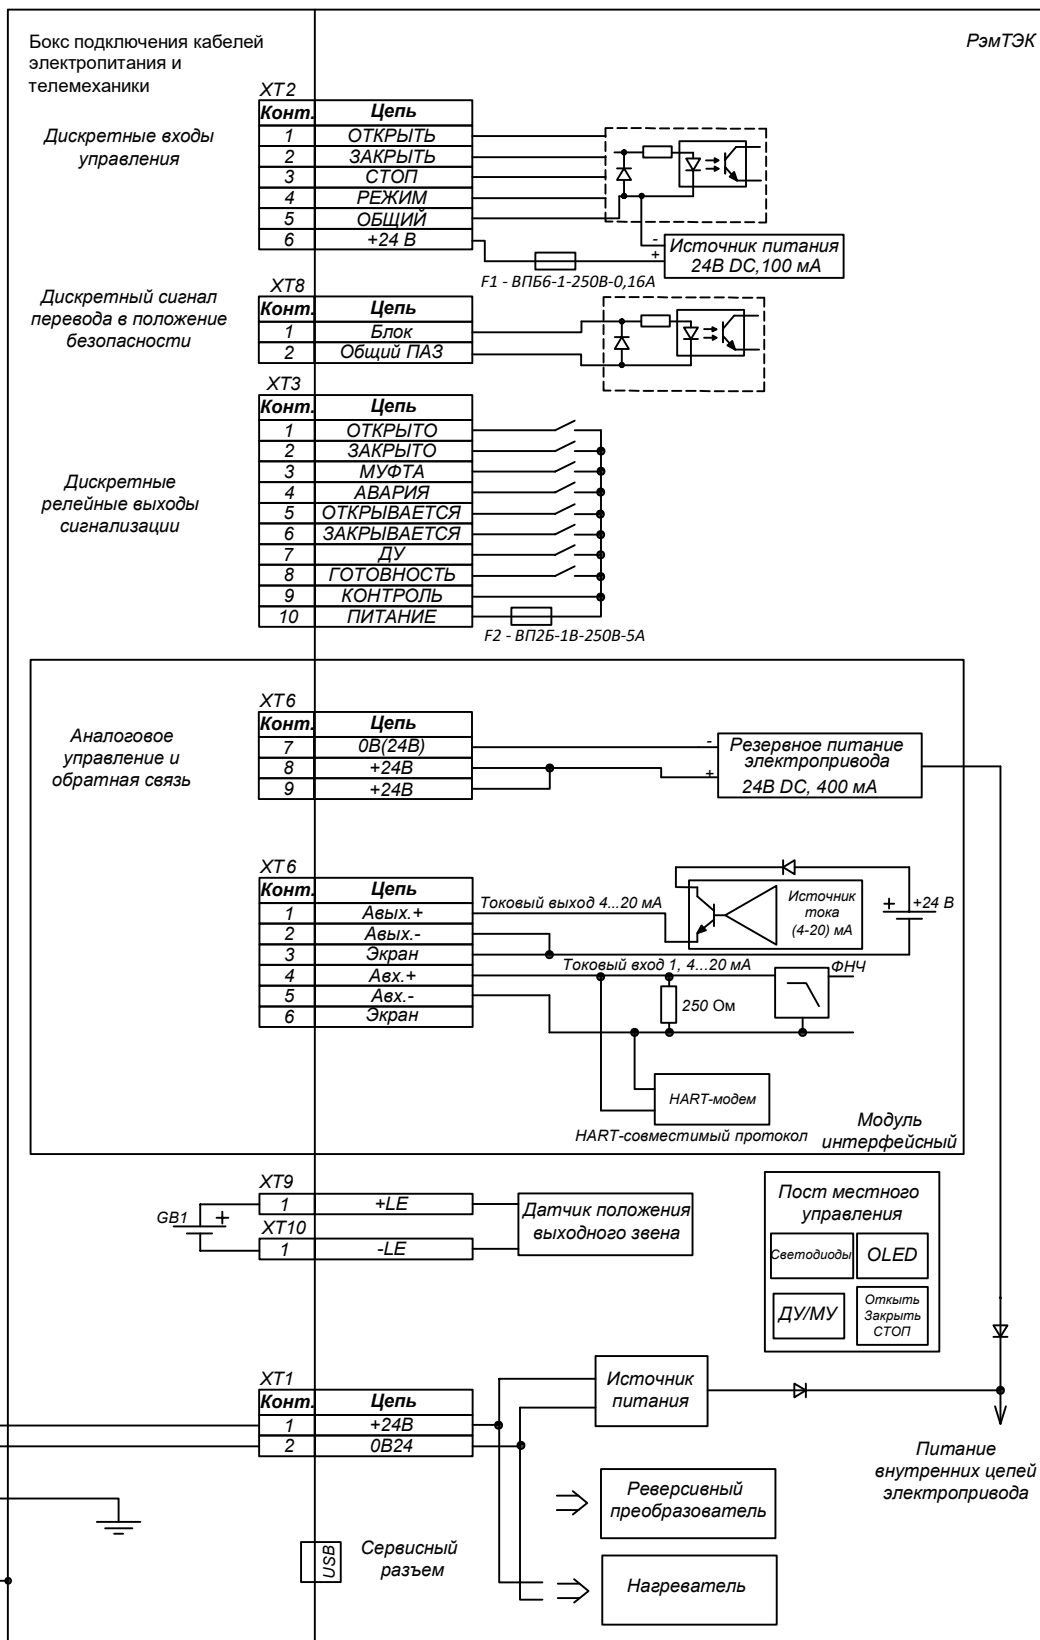 Бокс подключения кабелей
электропитания и
телемеханики
РэмТЭК
Дискретные входы
управления
XT2
Конт. Цепь
1 ОТКРЫТЬ
2 ЗАКРЫТЬ
3 СТОП
4 РЕЖИМ
5 ОБЩИЙ
6 +24 В
-
+
Источник питания
24В DC,100 мА
F1 - ВПБ6-1-250В-0,16А
Дискретный сигнал
перевода в положение
безопасности
XT8
Конт. Цепь
1 Блок
2 Общий ПАЗ
Дискретные
релейные выходы
сигнализации
XT3
Конт. Цепь
1 ОТКРЫТО
2 ЗАКРЫТО
3 МУФТА
4 АВАРИЯ
5 ОТКРЫВАЕТСЯ
6 ЗАКРЫВАЕТСЯ
7 ДУ
8 ГОТОВНОСТЬ
9 КОНТРОЛЬ
10 ПИТАНИЕ
F2 - ВП2Б-1В-250В-5А
Аналоговое
управление и
обратная связь
XT6
Конт. Цепь
7 0В(24В)
8 +24В
9 +24В
-
+
Резервное питание
электропривода
24В DC, 400 мА
XT6
Конт. Цепь
1 Авых.+
2 Авых.-
3 Экран
4 Авх.+
5 Авх.-
6 Экран
Токовый выход 4...20 мА
Источник
тока
(4-20) мА
+ +24 В
Токовый вход 1, 4...20 мА
ФНЧ
250 Ом
HART-модем
HART-совместимый протокол
Модуль
интерфейсный
XT9
1 +LE
GB1 +
XT10
1 -LE
Датчик положения
выходного звена
Пост местного
управления
Светодиоды
OLED
ДУ/МУ
Откыть
Закрыть
СТОП
XT1
Конт. Цепь
1 +24В
2 0В24
Источник
питания
Питание
внутренних цепей
электропривода
Реверсивный
преобразователь
USB
Сервисный
разъем
Нагреватель